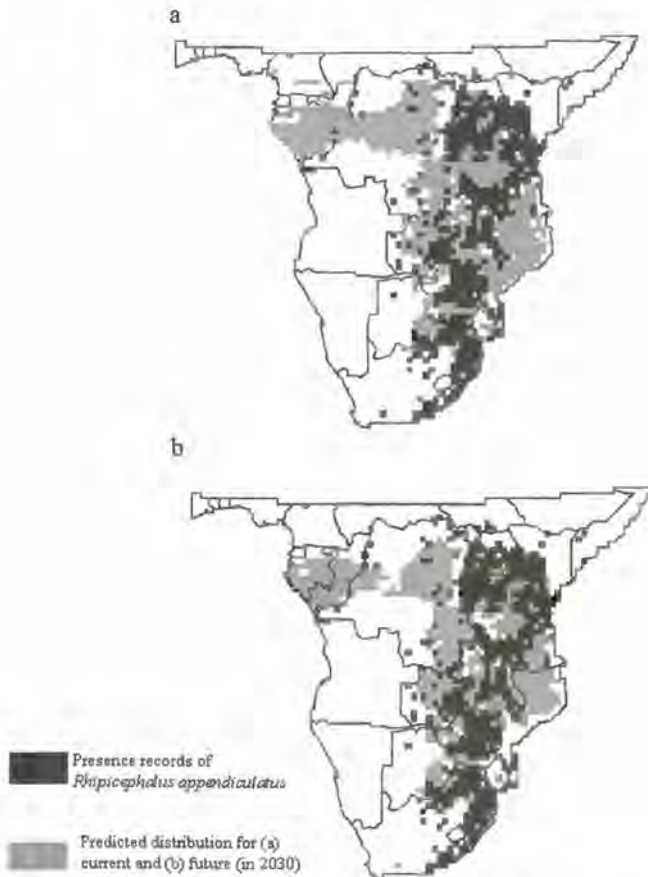 a
b
Presence records of
Rhipicephalus appendiculatus
Predicted distribution for (a)
current and (b) future (in 2030)